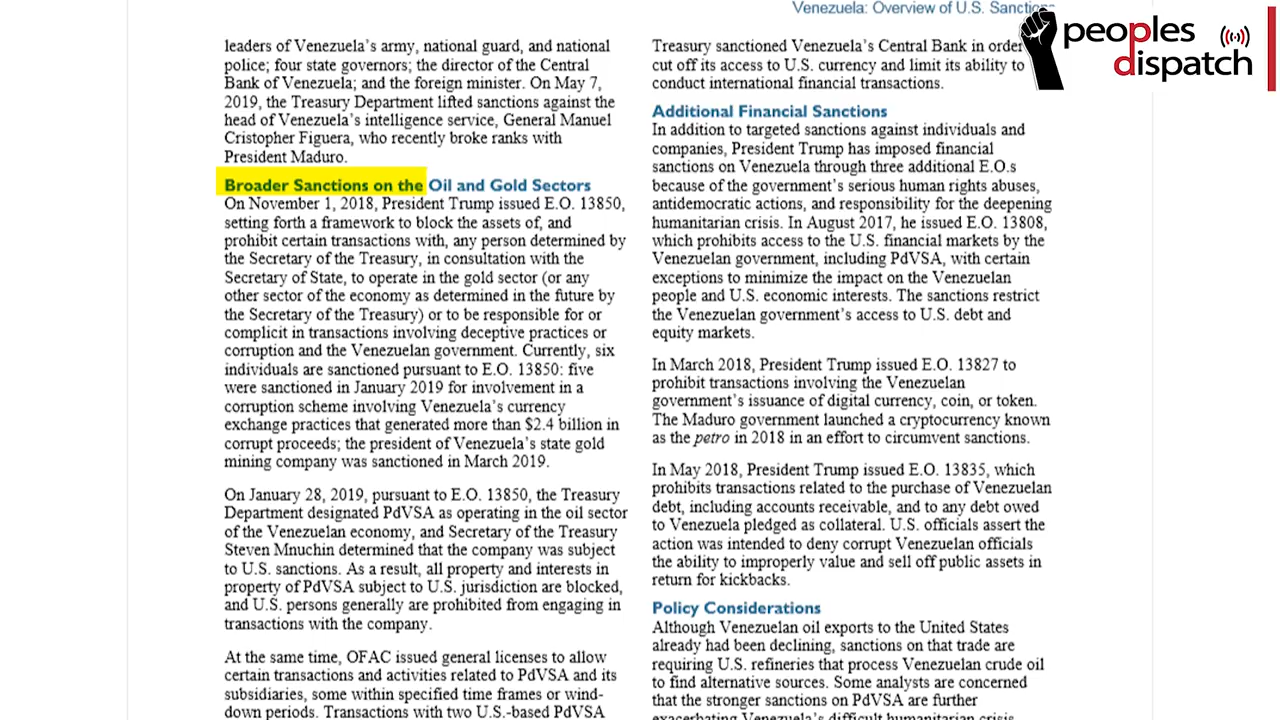 Venezuela: Overview of U.S. Sanctions
peoples
dispatch
leaders of Venezuela's army, national guard, and national
police; four state governors; the director of the Central
Bank of Venezuela; and the foreign minister. On May 7,
2019, the Treasury Department lifted sanctions against the
head of Venezuela's intelligence service, General Manuel
Cristopher Figuera, who recently broke ranks with
President Maduro.
Broader Sanctions on the Oil and Gold Sectors
On November 1, 2018, President Trump issued E.O. 13850,
setting forth a framework to block the assets of, and
prohibit certain transactions with, any person determined by
the Secretary of the Treasury, in consultation with the
Secretary of State, to operate in the gold sector (or any
other sector of the economy as determined in the future by
the Secretary of the Treasury) or to be responsible for or
complicit in transactions involving deceptive practices or
corruption and the Venezuelan government. Currently, six
individuals are sanctioned pursuant to E.O. 13850: five
were sanctioned in January 2019 for involvement in a
corruption scheme involving Venezuela's currency
exchange practices that generated more than $2.4 billion in
corrupt proceeds; the president of Venezuela's state gold
mining company was sanctioned in March 2019.
On January 28, 2019, pursuant to E.O. 13850, the Treasury
Department designated PdVSA as operating in the oil sector
of the Venezuelan economy, and Secretary of the Treasury
Steven Mnuchin determined that the company was subject
to U.S. sanctions. As a result, all property and interests in
property of PdVSA subject to U.S. jurisdiction are blocked,
and U.S. persons generally are prohibited from engaging in
transactions with the company.
At the same time, OFAC issued general licenses to allow
certain transactions and activities related to PdVSA and its
subsidiaries, some within specified time frames or wind-
down periods. Transactions with two U.S.-based PdVSA
Treasury sanctioned Venezuela's Central Bank in order
cut off its access to U.S. currency and limit its ability to
conduct international financial transactions.
Additional Financial Sanctions
In addition to targeted sanctions against individuals and
companies, President Trump has imposed financial
sanctions on Venezuela through three additional E.O.s
because of the government's serious human rights abuses,
antidemocratic actions, and responsibility for the deepening
humanitarian crisis. In August 2017, he issued E.O. 13808,
which prohibits access to the U.S. financial markets by the
Venezuelan government, including PdVSA, with certain
exceptions to minimize the impact on the Venezuelan
people and U.S. economic interests. The sanctions restrict
the Venezuelan government's access to U.S. debt and
equity markets.
In March 2018, President Trump issued E.O. 13827 to
prohibit transactions involving the Venezuelan
government's issuance of digital currency, coin, or token.
The Maduro government launched a cryptocurrency known
as the petro in 2018 in an effort to circumvent sanctions.
In May 2018, President Trump issued E.O. 13835, which
prohibits transactions related to the purchase of Venezuelan
debt, including accounts receivable, and to any debt owed
to Venezuela pledged as collateral. U.S. officials assert the
action was intended to deny corrupt Venezuelan officials
the ability to improperly value and sell off public assets in
return for kickbacks.
Policy Considerations
Although Venezuelan oil exports to the United States
already had been declining, sanctions on that trade are
requiring U.S. refineries that process Venezuelan crude oil
to find alternative sources. Some analysts are concerned
that the stronger sanctions on PdVSA are further
exacerbating Venezuela's difficult humanitarian crisis